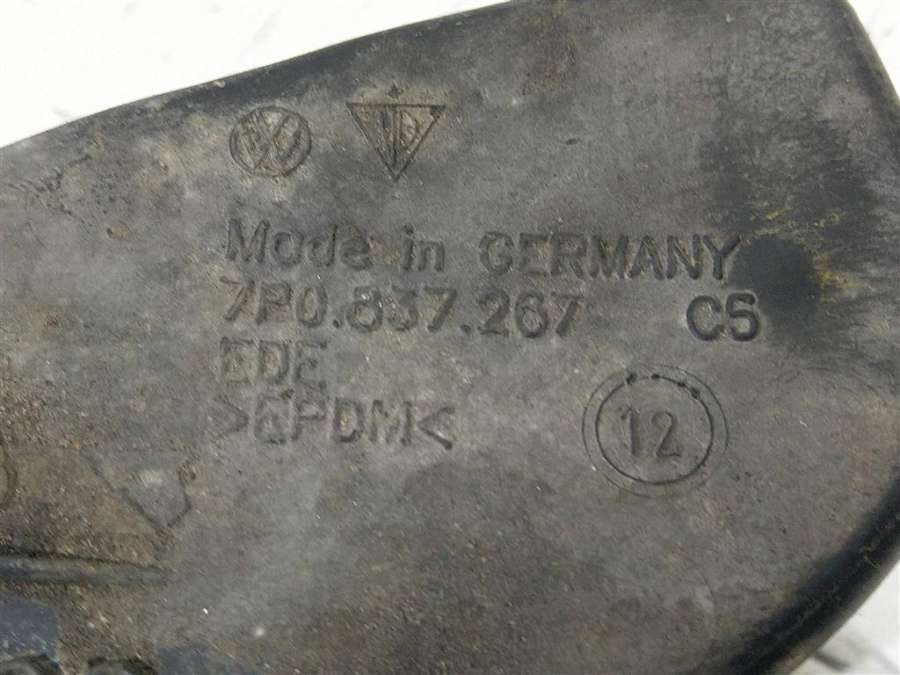 Made in GERMANY
7P0.837.267 C5
EDE
>EPDM<
12